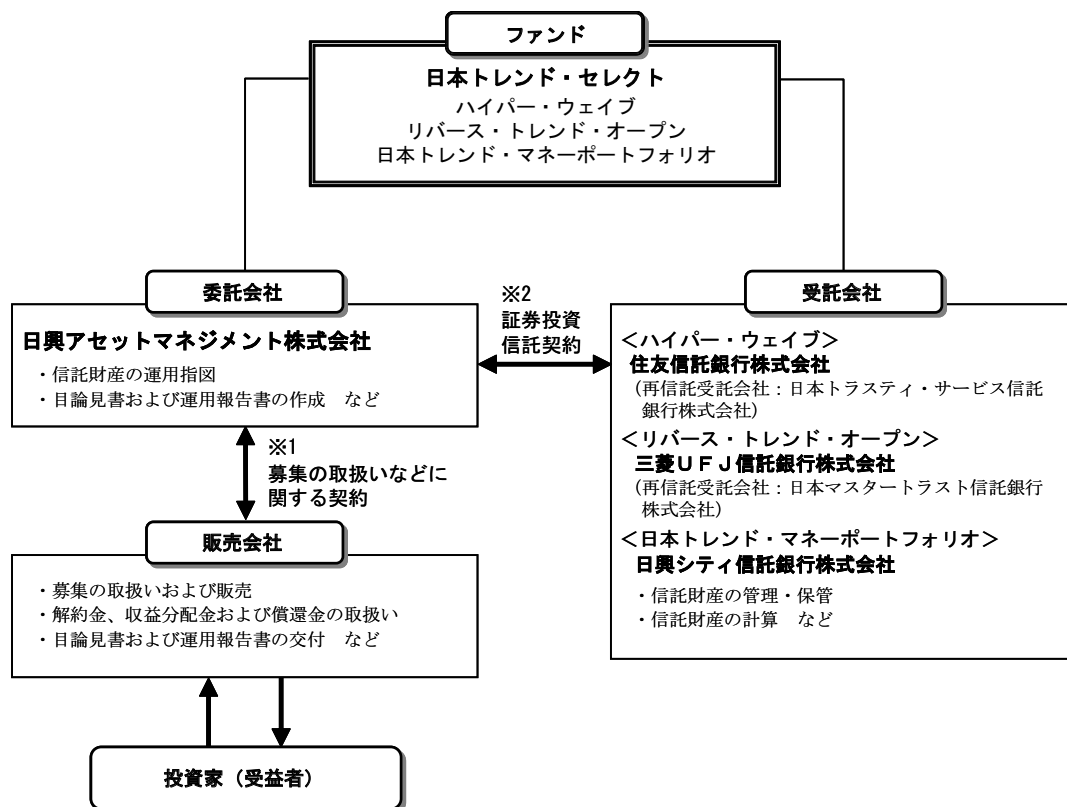 ファンド
日本トレンド・セレクト
ハイパー・ウェイブ
リバース・トレンド・オープン
日本トレンド・マネーポートフォリオ
委託会社
日興アセットマネジメント株式会社
・信託財産の運用指図
・目論見書および運用報告書の作成　など
※2
証券投資
信託契約
受託会社
＜ハイパー・ウェイブ＞
住友信託銀行株式会社
(再信託受託会社：日本トラスティ・サービス信託
銀行株式会社)
＜リバース・トレンド・オープン＞
三菱ＵＦＪ信託銀行株式会社
(再信託受託会社：日本マスタートラスト信託銀行
株式会社)
＜日本トレンド・マネーポートフォリオ＞
日興シティ信託銀行株式会社
・信託財産の管理・保管
・信託財産の計算　など
※1
募集の取扱いなどに
関する契約
販売会社
・募集の取扱いおよび販売
・解約金、収益分配金および償還金の取扱い
・目論見書および運用報告書の交付　など
投資家（受益者）